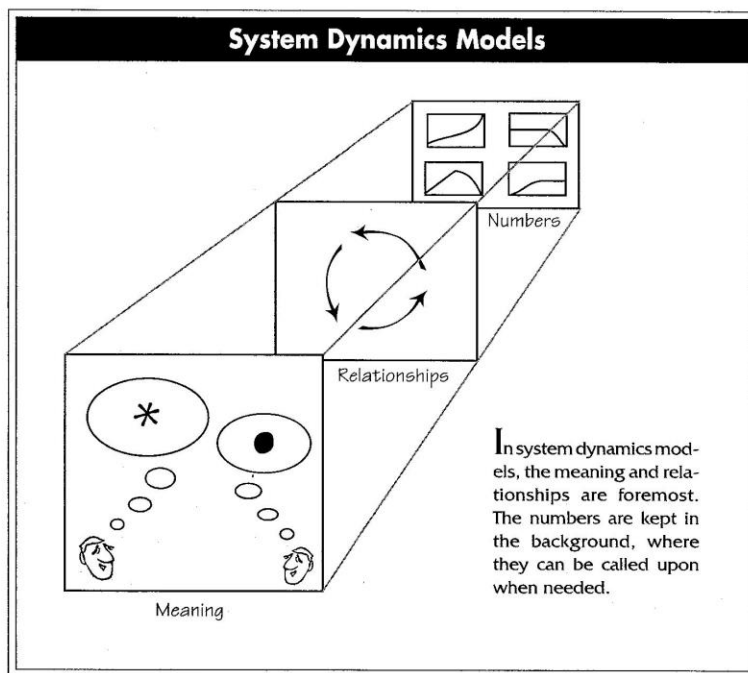 System Dynamics Models
Numbers
Relationships
Meaning
In system dynamics mod-
els, the meaning and rela-
tionships are foremost.
The numbers are kept in
the background, where
they can be called upon
when needed.